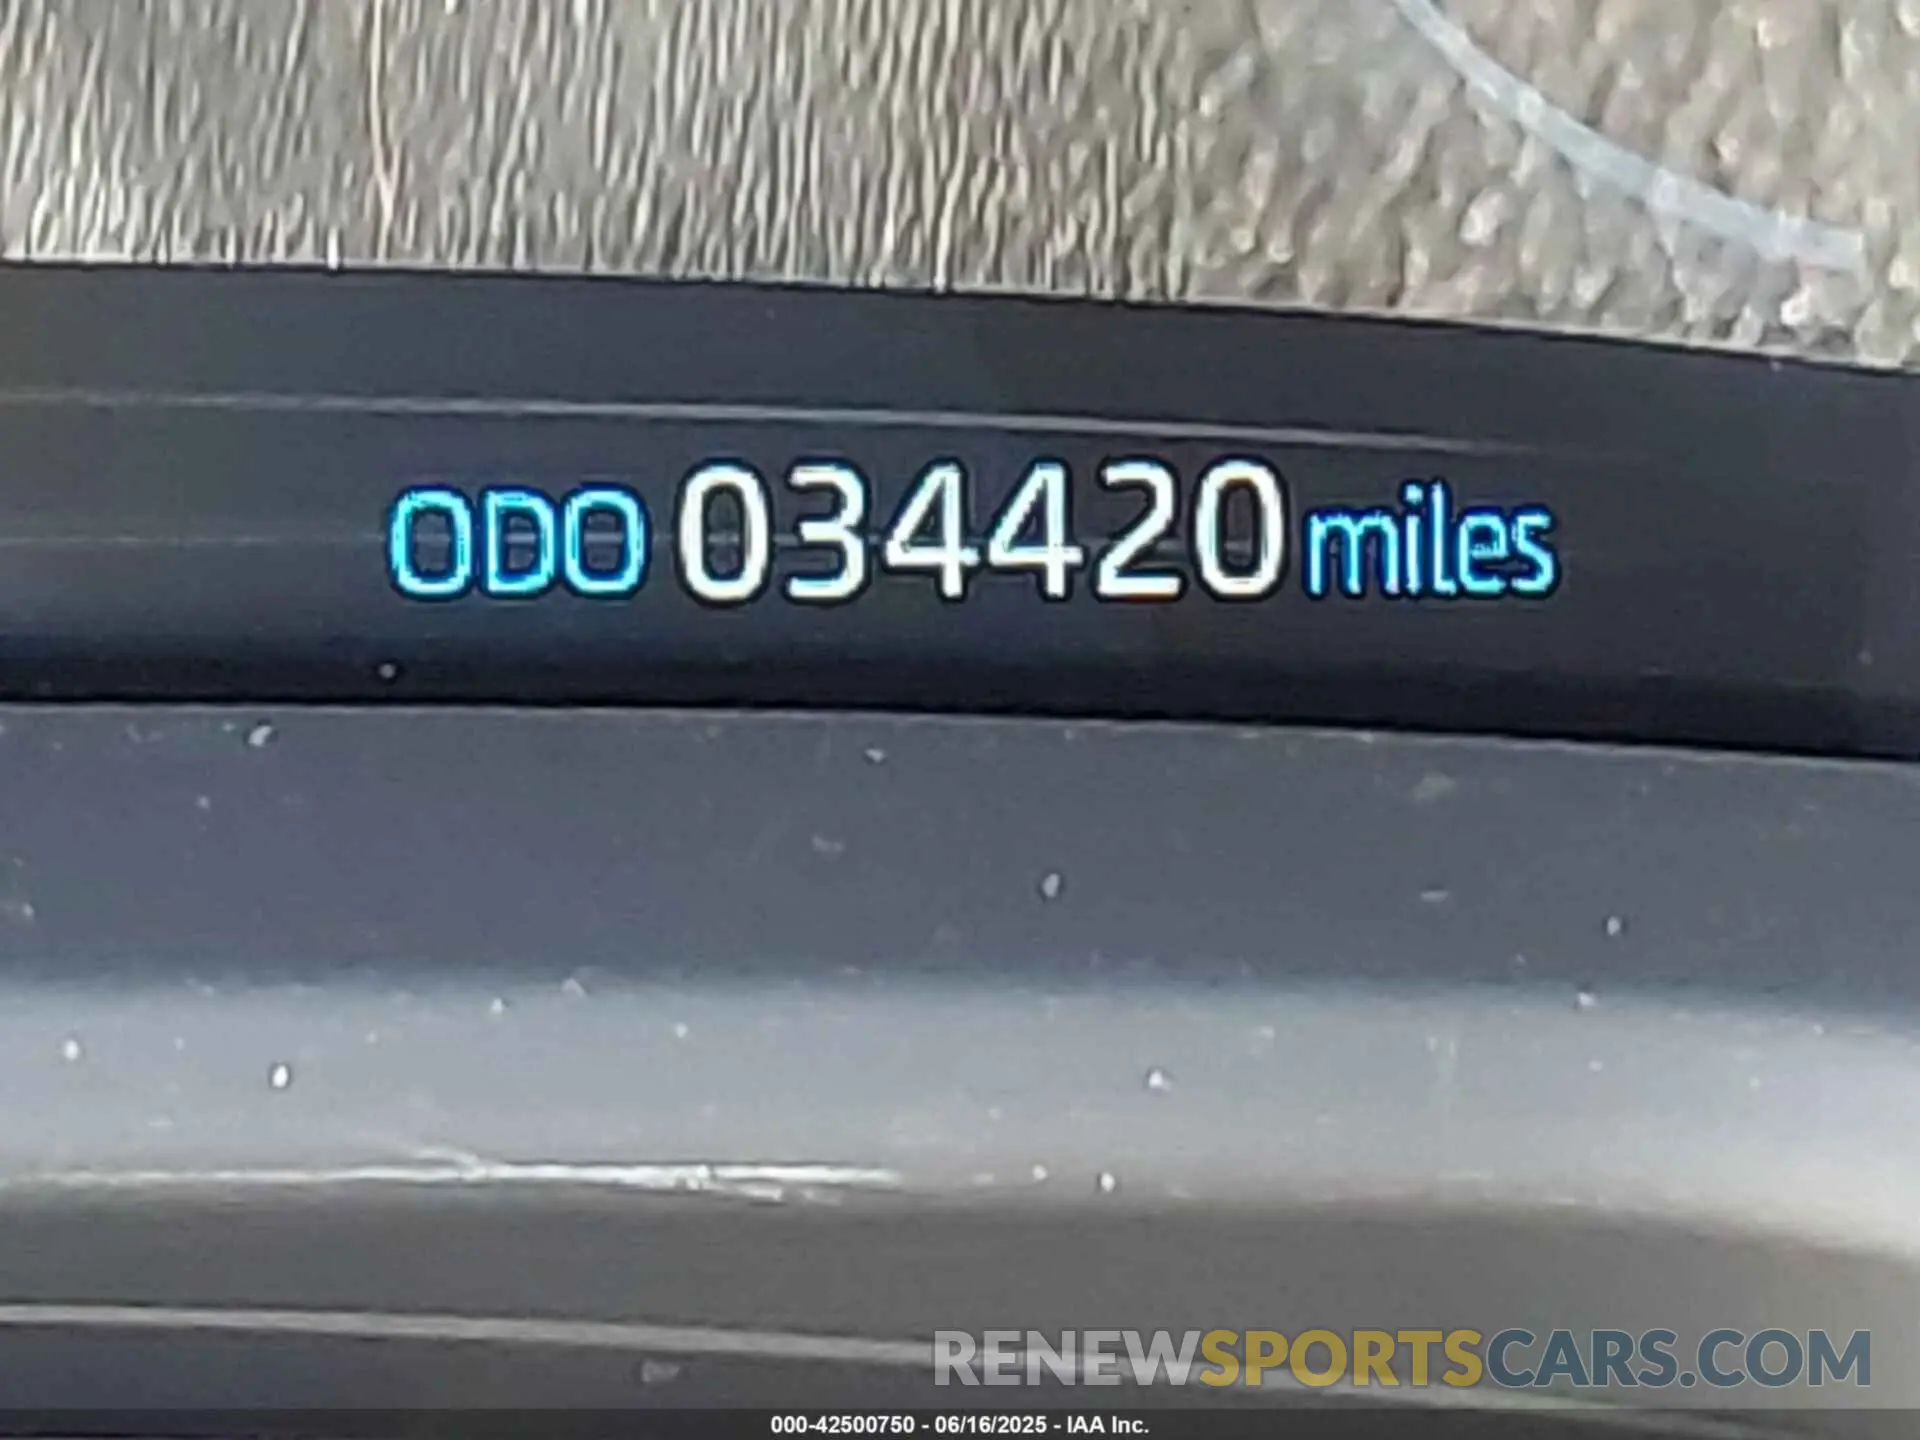 ODO 034420 miles
RENEWSPORTSCARS.COM
000-42500750 - 06/16/2025 - IAA Inc.